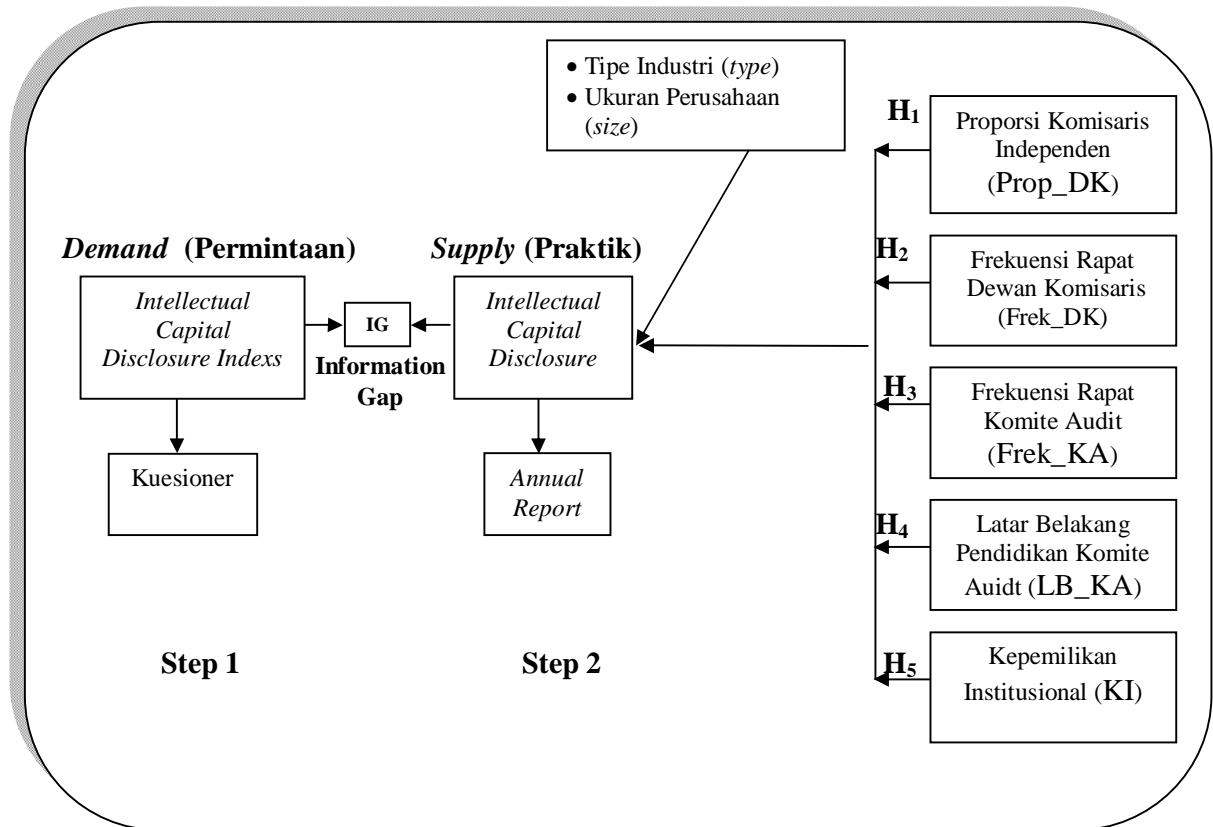 • Tipe Industri (type)
• Ukuran Perusahaan
(size)
H1
Proporsi Komisaris
Independen
(Prop_DK)
Demand (Permintaan)
Supply (Praktik)
H2
Frekuensi Rapat
Dewan Komisaris
(Frek_DK)
Intellectual
Capital
Disclosure Indexs
IG
Information
Gap
Intellectual
Capital
Disclosure
H3
Frekuensi Rapat
Komite Audit
(Frek_KA)
Kuesioner
Annual
Report
H4
Latar Belakang
Pendidikan Komite
Auidt (LB_KA)
Step 1
Step 2
H5
Kepemilikan
Institusional (KI)